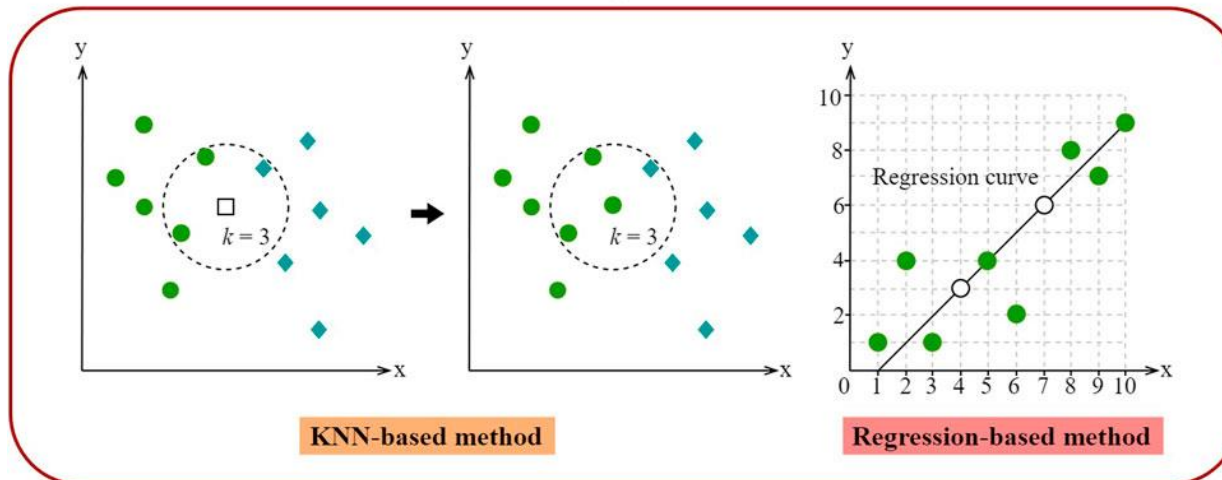 y
x
k = 3
y
x
k = 3
y
10
8
6
4
2
0
1 2 3 4 5 6 7 8 9 10
x
Regression curve
KNN-based method
Regression-based method